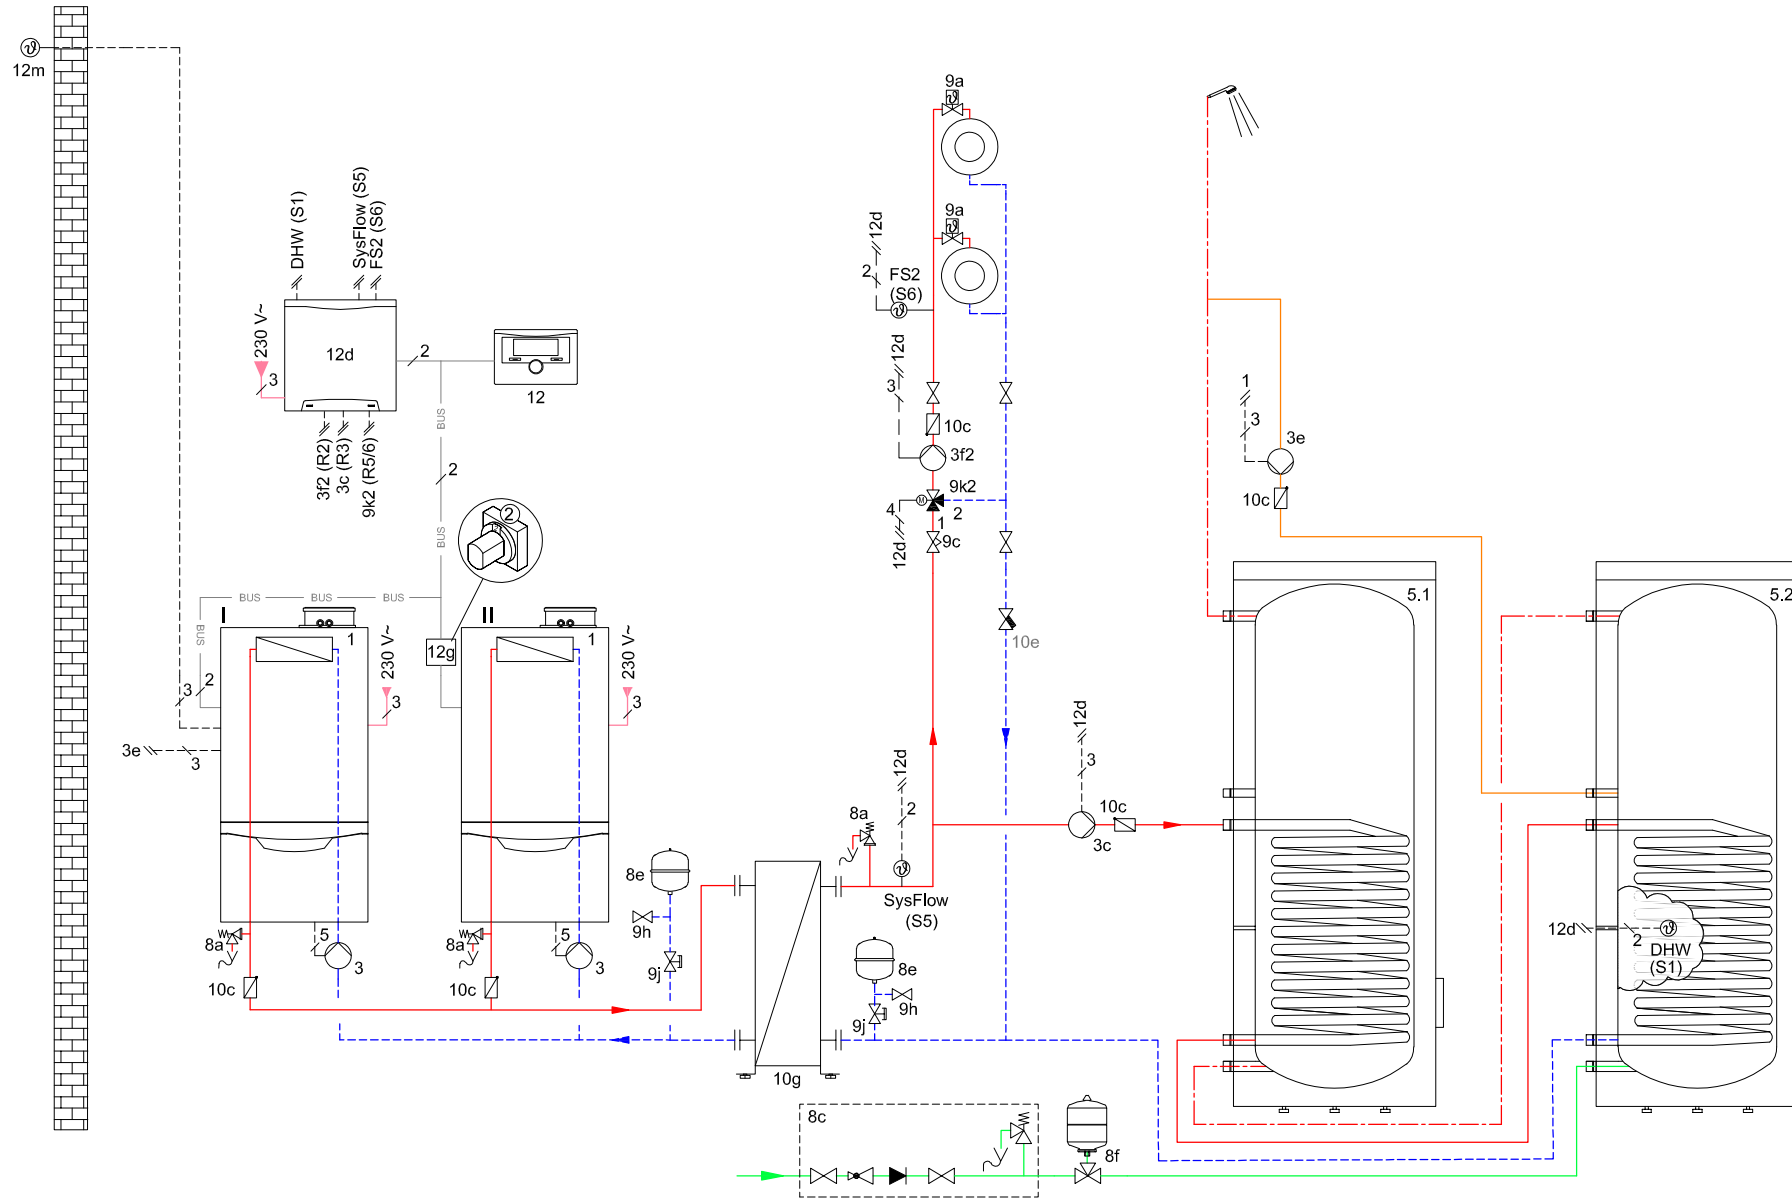 12m
DHW (S1)
SysFlow (S5)
FS2 (S6)
230 V~
3
12d
2
12
3f2 (R2)
3c (R3)
9k2 (R5/6)
BUS
2
BUS
2
BUS
BUS
BUS
BUS
I
II
1
1
12g
230 V~
3
230 V~
3
3
2
3e
3
8a
5
3
10c
8a
5
3
10c
8e
9h
9j
9a
9a
12d
2
FS2
(S6)
12d
3
10c
3f2
9k2
4
2
1
12d
9c
10e
12d
2
8a
SysFlow
(S5)
12d
3
10c
3c
8e
9h
9j
10g
8c
8f
1
3
3e
10c
5.1
5.2
12d
2
DHW
(S1)